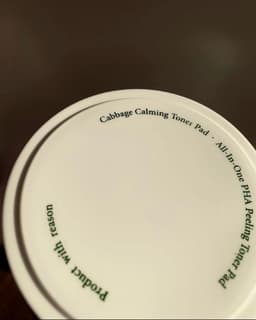 Cabbage Calming Toner Pad · All-In-One PHA Peeling Toner Pad
Product with reason